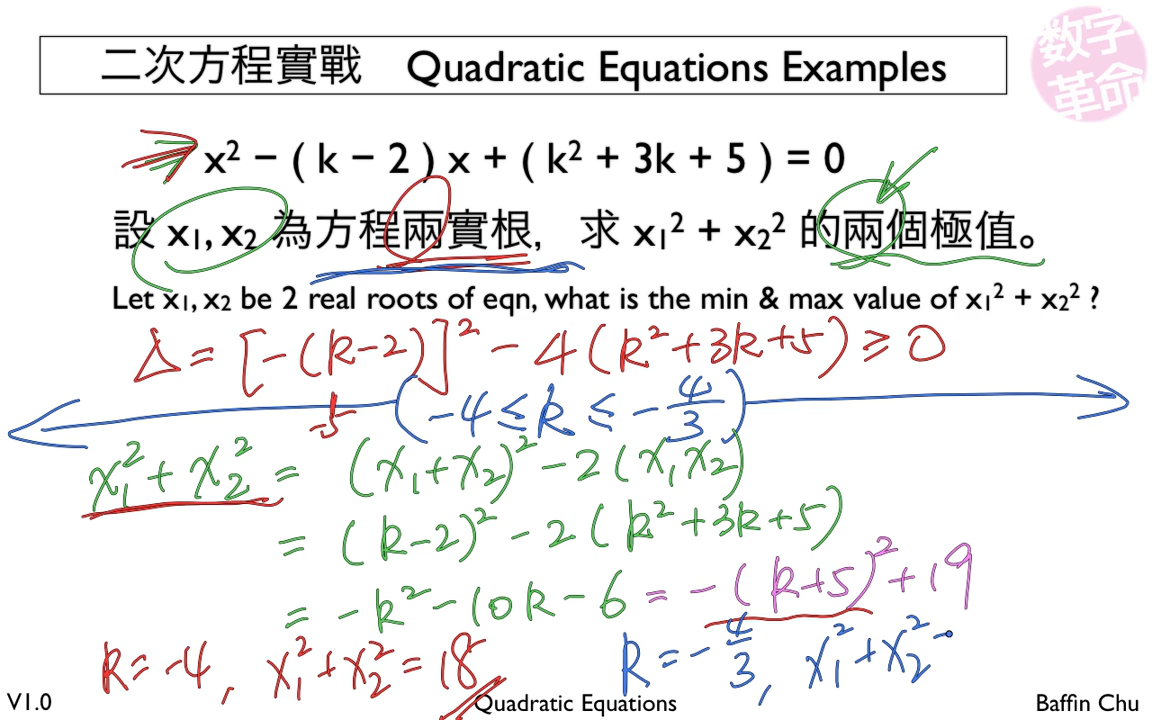 二次方程實戰 Quadratic Equations Examples
数字
革命
x² − ( k − 2 ) x + ( k² + 3k + 5 ) = 0
設 x₁, x₂ 為方程兩實根, 求 x₁² + x₂² 的兩個極值。
Let x₁, x₂ be 2 real roots of eqn, what is the min & max value of x₁² + x₂² ?
Δ = [-(k-2)]² - 4(k²+3k+5) ≥ 0
-5 -4 ≤ k ≤ -4/3
x₁² + x₂² = (x₁+x₂)² - 2(x₁x₂)
= (k-2)² - 2(k²+3k+5)
= -k² - 10k - 6 = -(k+5)² + 19
k = -4, x₁² + x₂² = 18 k = -4/3, x₁² + x₂² =
V1.0 Quadratic Equations Baffin Chu